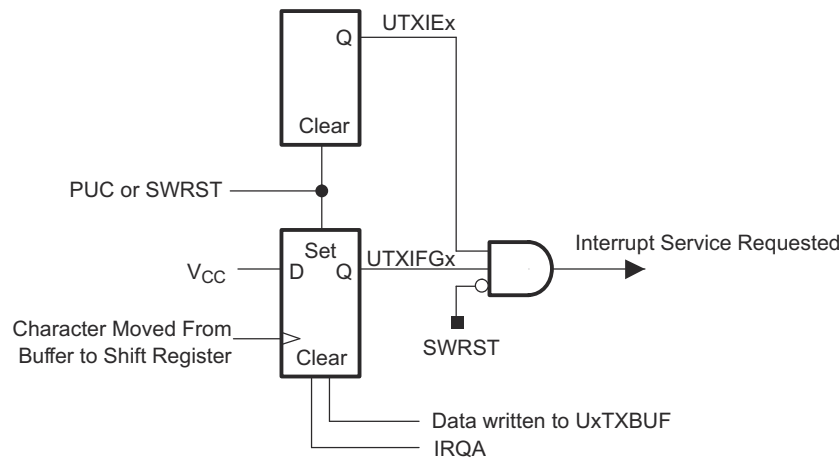 Q
UTXIEx
Clear
PUC or SWRST
Set
VCC
D
Q
UTXIFGx
Interrupt Service Requested
Character Moved From
Buffer to Shift Register
Clear
SWRST
Data written to UxTXBUF
IRQA